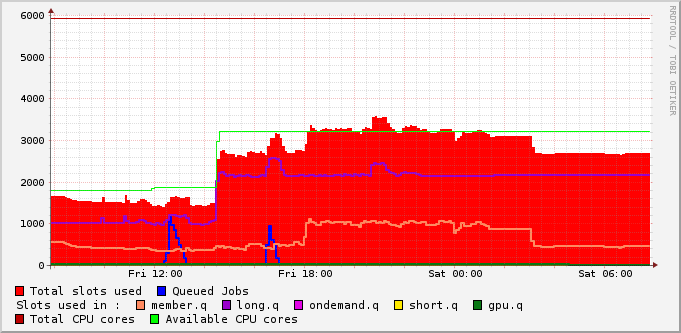 6000
5000
4000
3000
2000
1000
0
Fri 12:00 Fri 18:00 Sat 00:00 Sat 06:00
RRDTOOL / TOBI OETIKER
Total slots used Queued Jobs
Slots used in : member.q long.q ondemand.q short.q gpu.q
Total CPU cores Available CPU cores